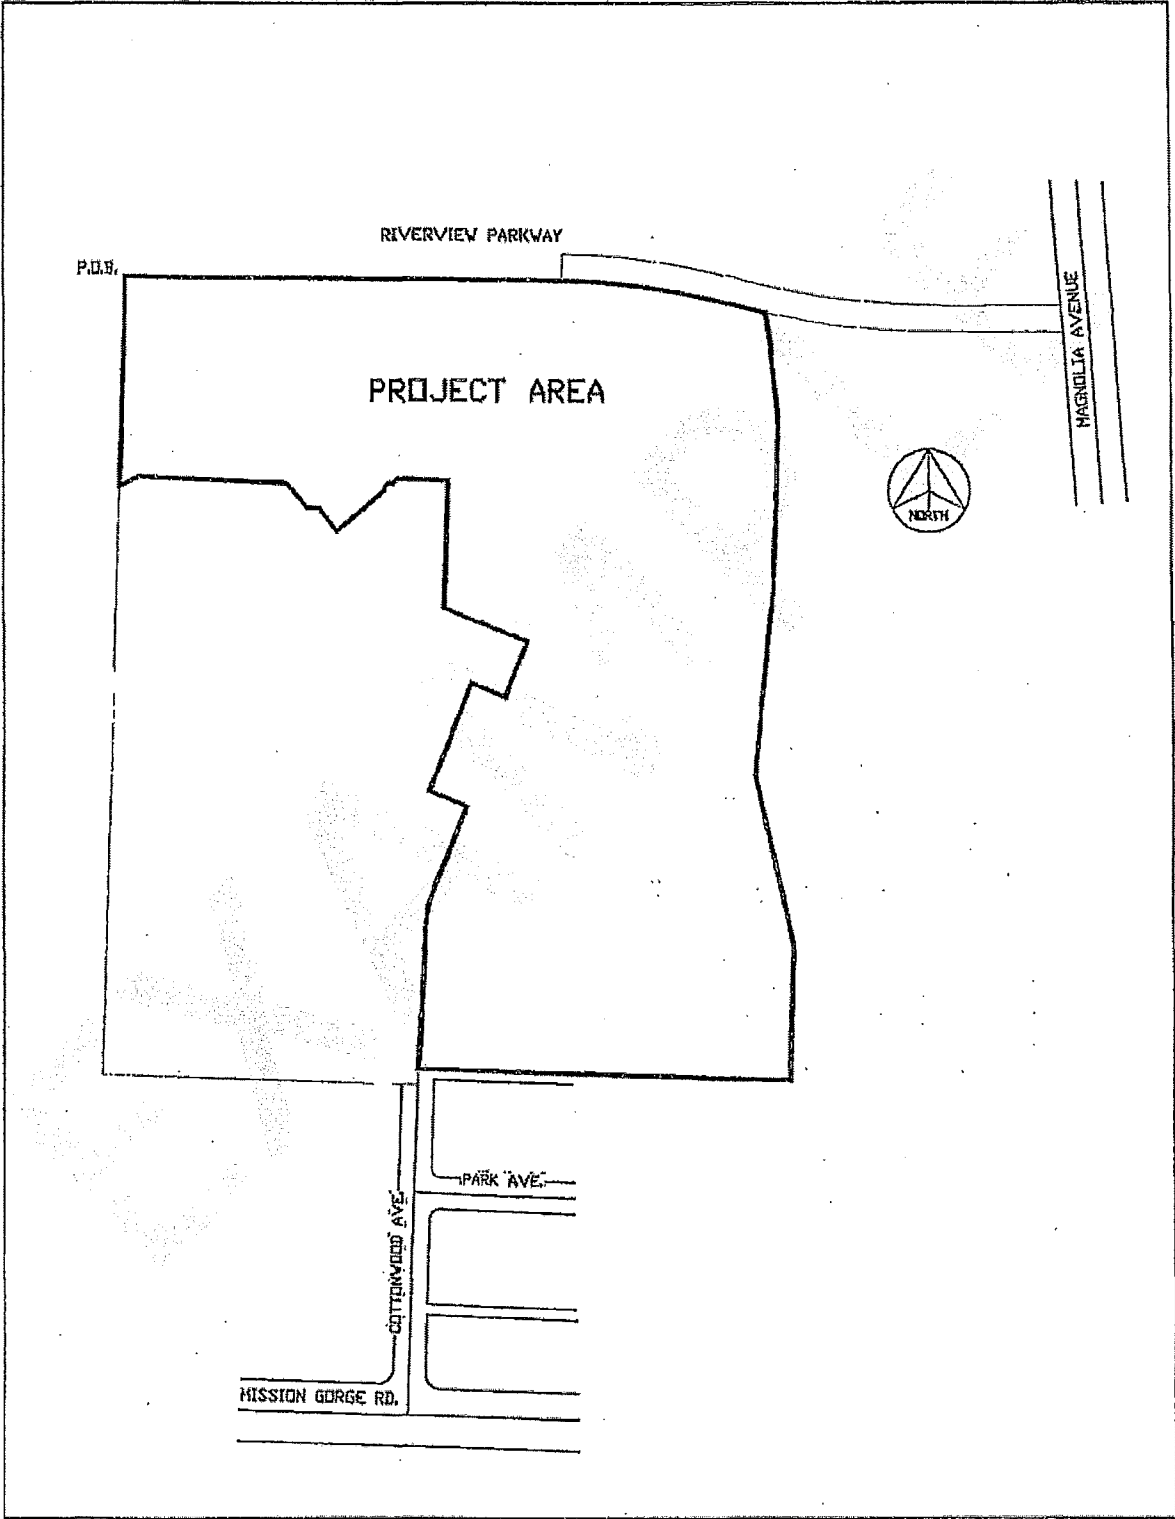 RIVERVIEW PARKWAY
P.O.B.
MAGNOLIA AVENUE
PROJECT AREA
NORTH
PARK AVE.
COTTONWOOD AVE
MISSION GORGE RD.